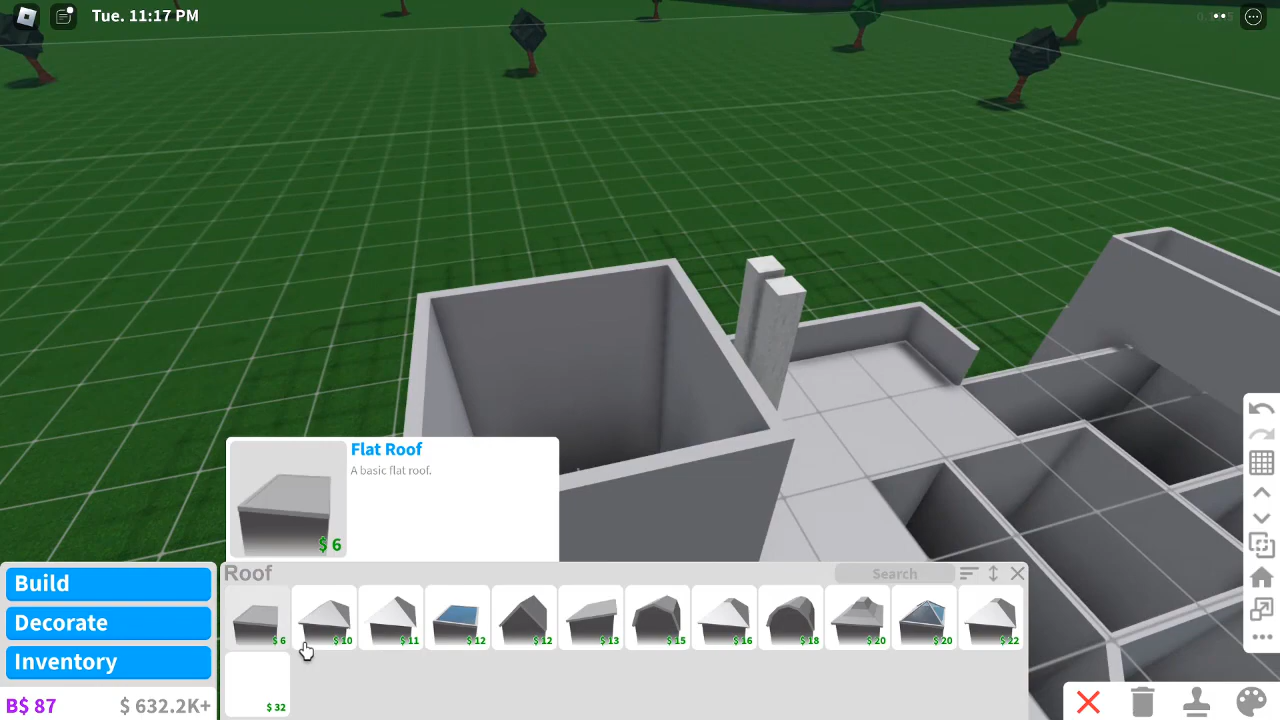 Tue. 11:17 PM
Flat Roof
A basic flat roof.
$ 6
Build
Decorate
Inventory
B$ 87
$ 632.2K+
Roof
Search
$ 6
$ 10
$ 11
$ 12
$ 12
$ 13
$ 15
$ 16
$ 18
$ 20
$ 20
$ 22
$ 32